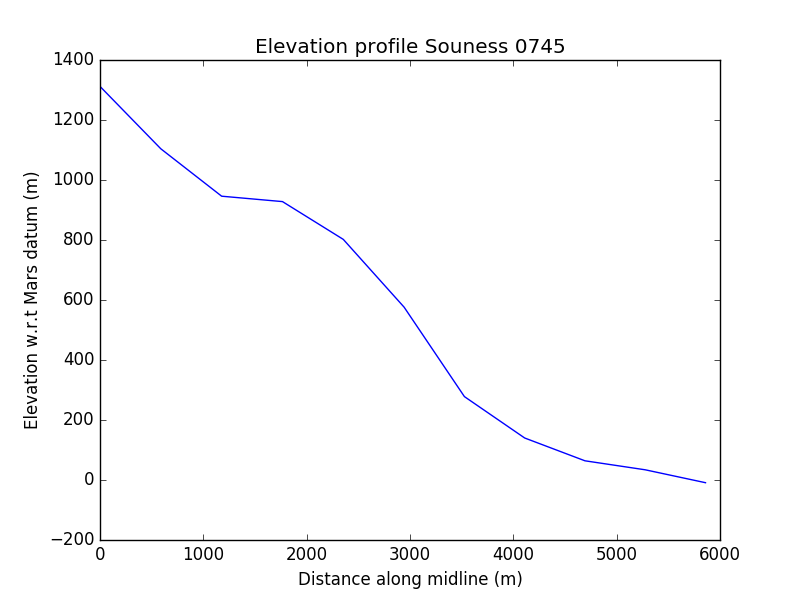 Elevation profile Souness 0745
1400
1200
1000
800
600
400
200
0
−200
Elevation w.r.t Mars datum (m)
0 1000 2000 3000 4000 5000 6000
Distance along midline (m)